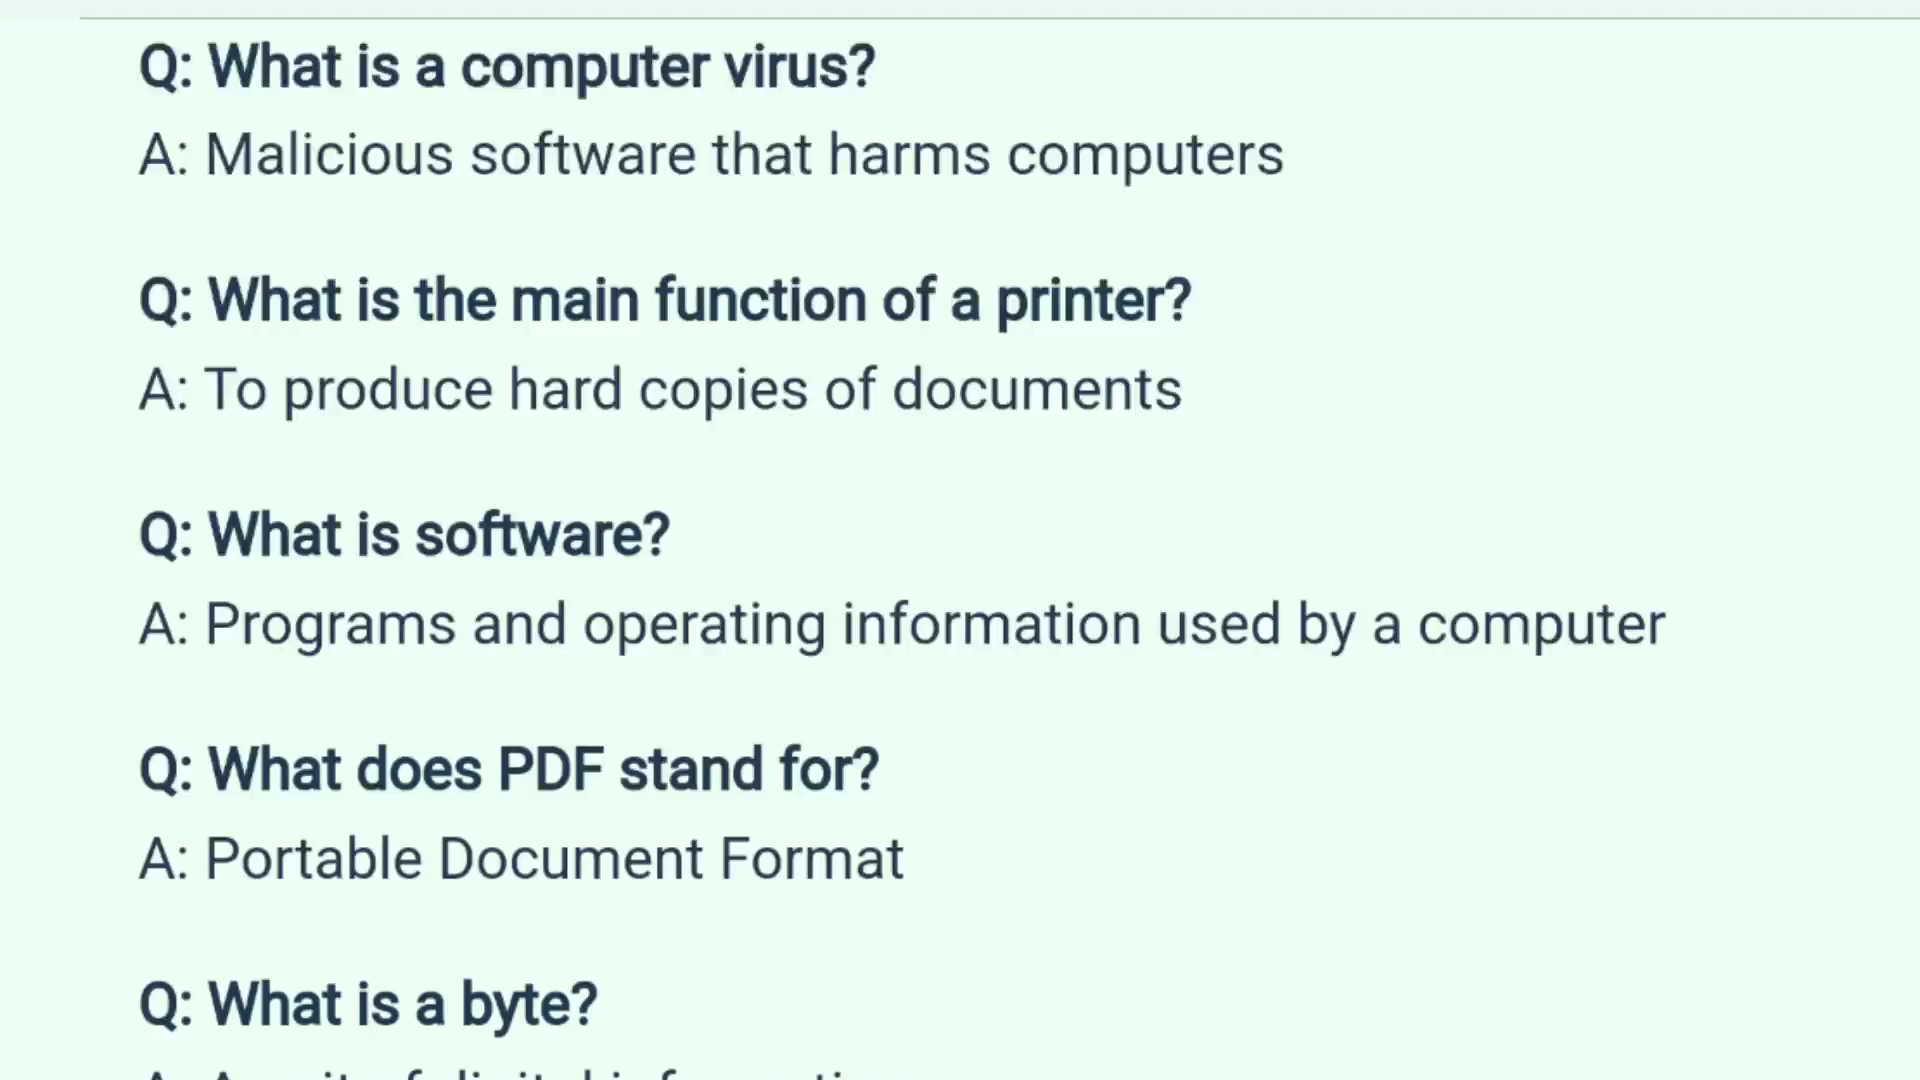 Q: What is a computer virus?
A: Malicious software that harms computers
Q: What is the main function of a printer?
A: To produce hard copies of documents
Q: What is software?
A: Programs and operating information used by a computer
Q: What does PDF stand for?
A: Portable Document Format
Q: What is a byte?